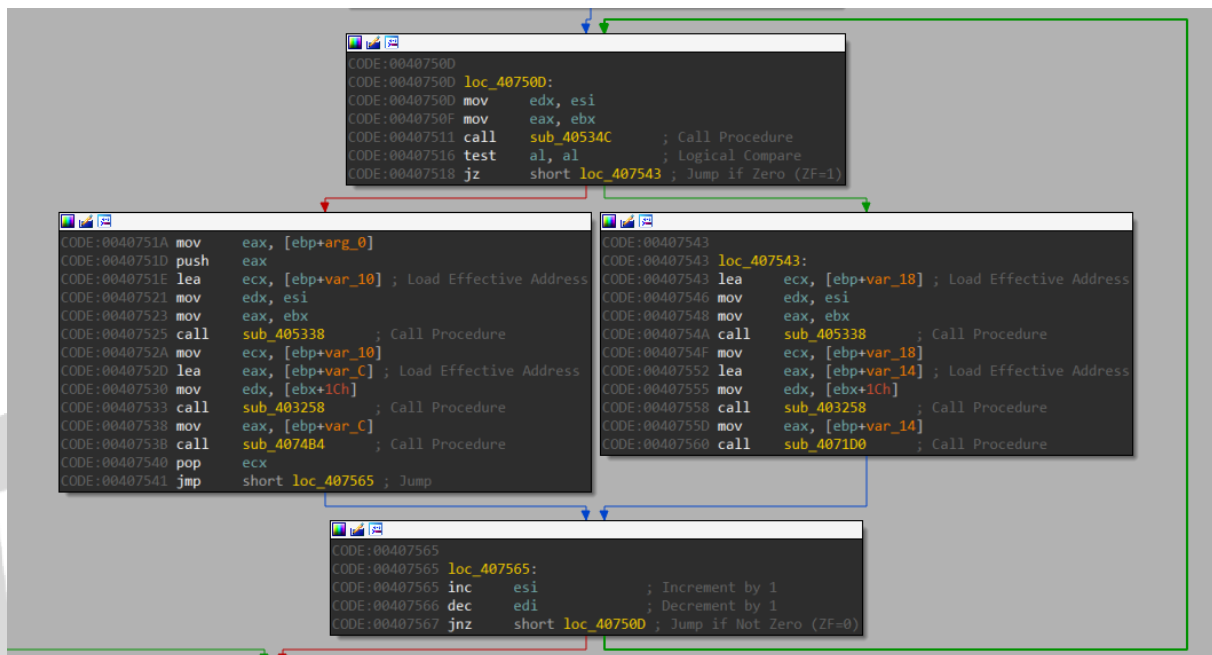 CODE:0040750D
CODE:0040750D loc_40750D:
CODE:0040750D mov edx, esi
CODE:0040750F mov eax, ebx
CODE:00407511 call sub_40534C ; Call Procedure
CODE:00407516 test al, al ; Logical Compare
CODE:00407518 jz short loc_407543 ; Jump if Zero (ZF=1)
CODE:0040751A mov eax, [ebp+arg_0]
CODE:0040751D push eax
CODE:0040751E lea ecx, [ebp+var_10] ; Load Effective Address
CODE:00407521 mov edx, esi
CODE:00407523 mov eax, ebx
CODE:00407525 call sub_405338 ; Call Procedure
CODE:0040752A mov ecx, [ebp+var_10]
CODE:0040752D lea eax, [ebp+var_C] ; Load Effective Address
CODE:00407530 mov edx, [ebx+1Ch]
CODE:00407533 call sub_403258 ; Call Procedure
CODE:00407538 mov eax, [ebp+var_C]
CODE:0040753B call sub_4074B4 ; Call Procedure
CODE:00407540 pop ecx
CODE:00407541 jmp short loc_407565 ; Jump
CODE:00407543
CODE:00407543 loc_407543:
CODE:00407543 lea ecx, [ebp+var_18] ; Load Effective Address
CODE:00407546 mov edx, esi
CODE:00407548 mov eax, ebx
CODE:0040754A call sub_405338 ; Call Procedure
CODE:0040754F mov ecx, [ebp+var_18]
CODE:00407552 lea eax, [ebp+var_14] ; Load Effective Address
CODE:00407555 mov edx, [ebx+1Ch]
CODE:00407558 call sub_403258 ; Call Procedure
CODE:0040755D mov eax, [ebp+var_14]
CODE:00407560 call sub_4071D0 ; Call Procedure
CODE:00407565
CODE:00407565 loc_407565:
CODE:00407565 inc esi ; Increment by 1
CODE:00407566 dec edi ; Decrement by 1
CODE:00407567 jnz short loc_40750D ; Jump if Not Zero (ZF=0)